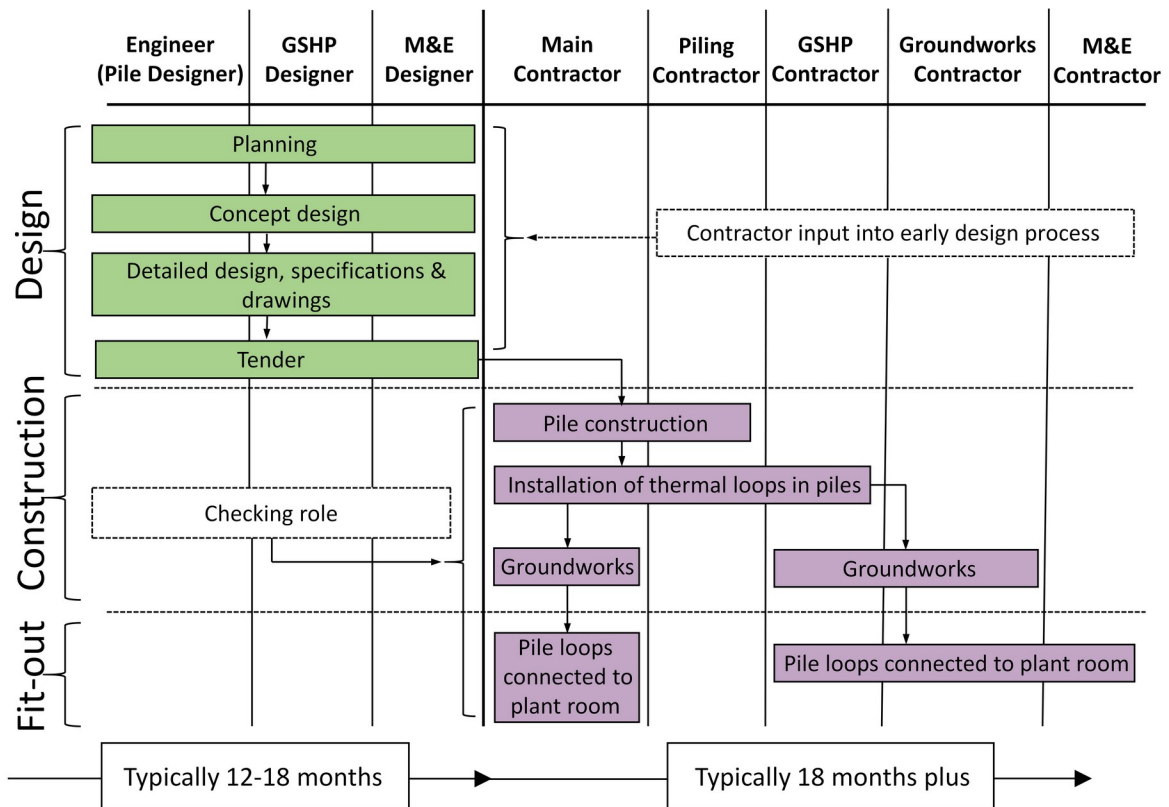 Engineer
(Pile Designer)
GSHP
Designer
M&E
Designer
Main
Contractor
Piling
Contractor
GSHP
Contractor
Groundworks
Contractor
M&E
Contractor
Design
Planning
Concept design
Detailed design, specifications &
drawings
Tender
Contractor input into early design process
Construction
Pile construction
Installation of thermal loops in piles
Checking role
Groundworks
Groundworks
Fit-out
Pile loops
connected to
plant room
Pile loops connected to plant room
Typically 12-18 months
Typically 18 months plus